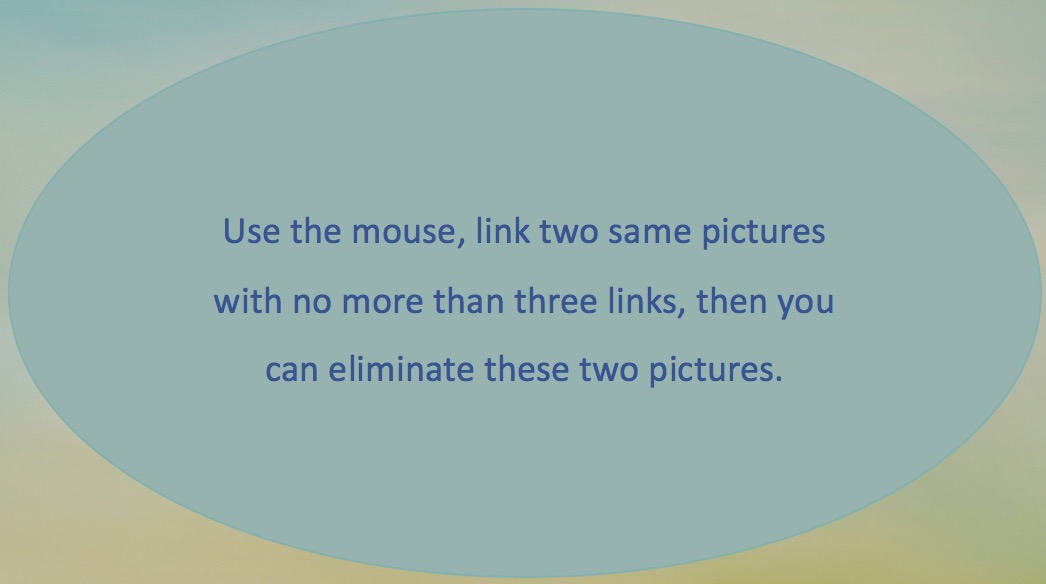 Use the mouse, link two same pictures
with no more than three links, then you
can eliminate these two pictures.